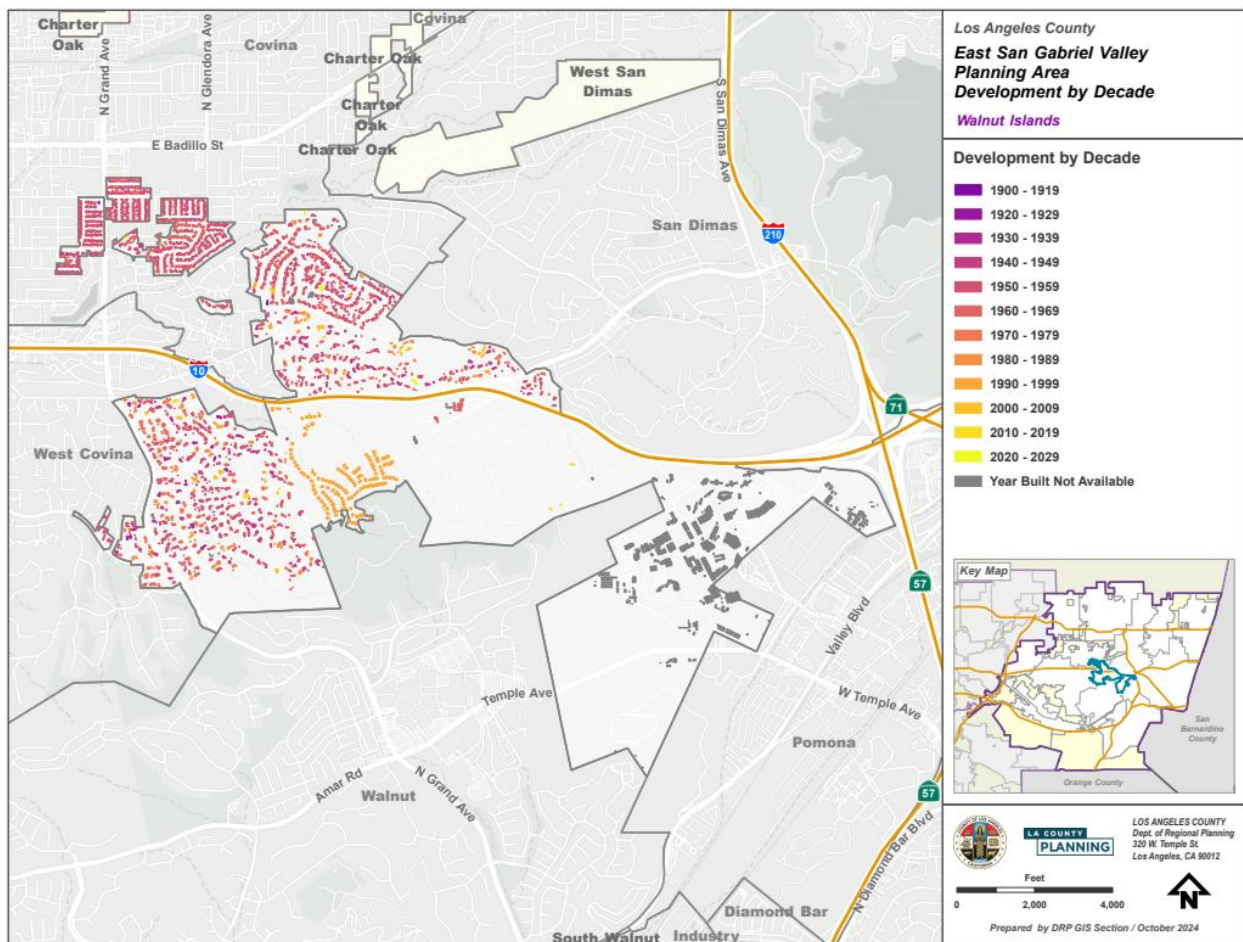 Charter
Oak
N Grand Ave
N Glendora Ave
Covina
Covina
Charter Oak
Charter
Oak
Charter Oak
West San
Dimas
E Badillo St
S San Dimas Ave
San Dimas
210
10
71
West Covina
57
Valley Blvd
Temple Ave
W Temple Ave
Pomona
Amar Rd
N Grand Ave
Walnut
57
N Diamond Bar Blvd
Diamond Bar
South Walnut
Industry
Los Angeles County
East San Gabriel Valley
Planning Area
Development by Decade
Walnut Islands
Development by Decade
1900 - 1919
1920 - 1929
1930 - 1939
1940 - 1949
1950 - 1959
1960 - 1969
1970 - 1979
1980 - 1989
1990 - 1999
2000 - 2009
2010 - 2019
2020 - 2029
Year Built Not Available
Key Map
San
Bernardino
County
Orange County
LA COUNTY
PLANNING
LOS ANGELES COUNTY
Dept. of Regional Planning
320 W. Temple St.
Los Angeles, CA 90012
Feet
0 2,000 4,000
N
Prepared by DRP GIS Section / October 2024